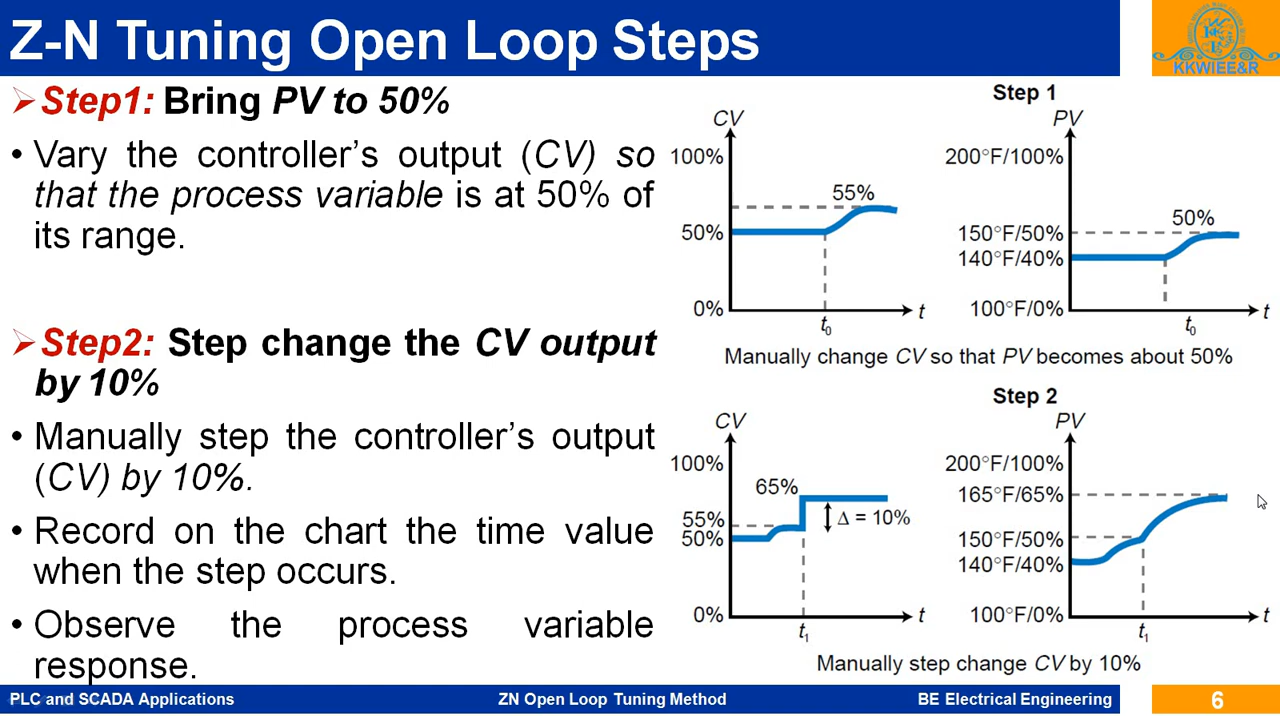 Z-N Tuning Open Loop Steps
KKWIEE&R
➢Step1: Bring PV to 50%
• Vary the controller's output (CV) so
that the process variable is at 50% of
its range.
➢Step2: Step change the CV output
by 10%
• Manually step the controller's output
(CV) by 10%.
• Record on the chart the time value
when the step occurs.
• Observe the process variable
response.
Step 1
CV
100%
55%
50%
0%
t₀
t
PV
200°F/100%
50%
150°F/50%
140°F/40%
100°F/0%
t₀
t
Manually change CV so that PV becomes about 50%
Step 2
CV
100%
65%
55%
Δ = 10%
50%
0%
t₁
t
PV
200°F/100%
165°F/65%
150°F/50%
140°F/40%
100°F/0%
t₁
t
Manually step change CV by 10%
PLC and SCADA Applications
ZN Open Loop Tuning Method
BE Electrical Engineering
6